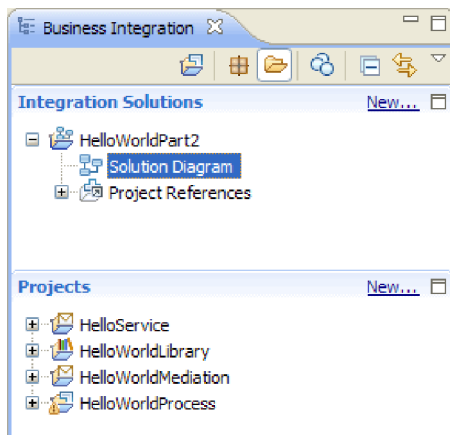 Business Integration
Integration Solutions New...
HelloWorldPart2
Solution Diagram
Project References
Projects New...
HelloService
HelloWorldLibrary
HelloWorldMediation
HelloWorldProcess